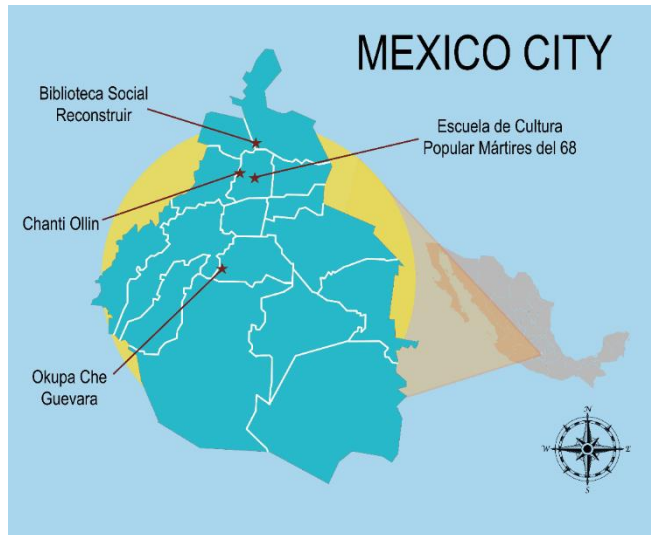 MEXICO CITY
Biblioteca Social
Reconstruir
Escuela de Cultura
Popular Mártires del 68
Chanti Ollin
Okupa Che
Guevara
N
W
E
S